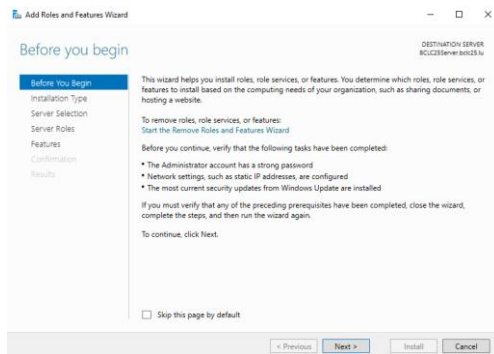 Add Roles and Features Wizard
Before you begin
DESTINATION SERVER
BCLC25Server.bclc25.lu
Before You Begin
Installation Type
Server Selection
Server Roles
Features
Confirmation
Results
This wizard helps you install roles, role services, or features. You determine which roles, role services, or
features to install based on the computing needs of your organization, such as sharing documents, or
hosting a website.
To remove roles, role services, or features:
Start the Remove Roles and Features Wizard
Before you continue, verify that the following tasks have been completed:
• The Administrator account has a strong password
• Network settings, such as static IP addresses, are configured
• The most current security updates from Windows Update are installed
If you must verify that any of the preceding prerequisites have been completed, close the wizard,
complete the steps, and then run the wizard again.
To continue, click Next.
Skip this page by default
< Previous Next > Install Cancel